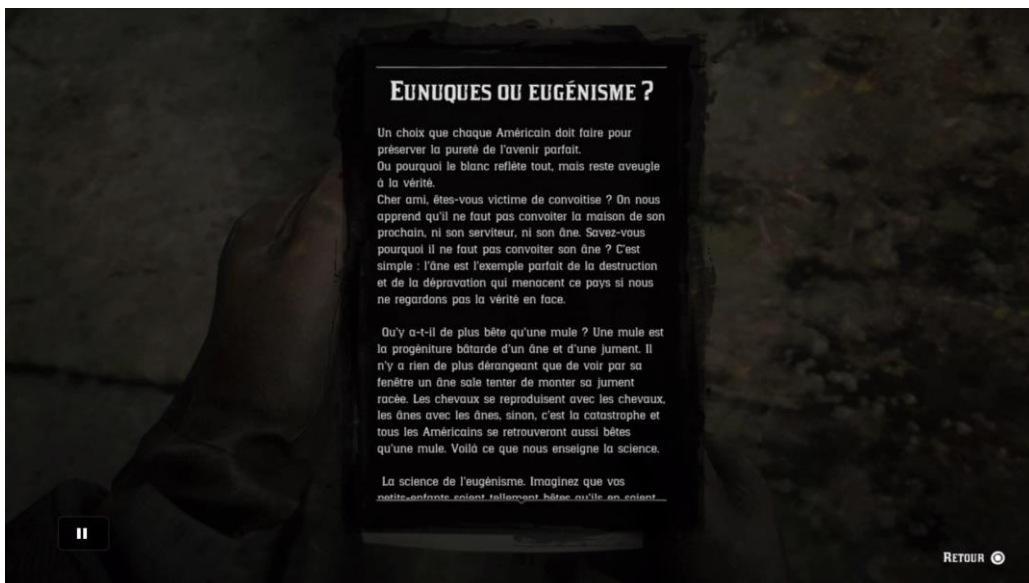 Eunuques ou eugénisme ?
Un choix que chaque Américain doit faire pour
préserver la pureté de l'avenir parfait.
Ou pourquoi le blanc reflète tout, mais reste aveugle
à la vérité.
Cher ami, êtes-vous victime de convoitise ? On nous
apprend qu'il ne faut pas convoiter la maison de son
prochain, ni son serviteur, ni son âne. Savez-vous
pourquoi il ne faut pas convoiter son âne ? C'est
simple : l'âne est l'exemple parfait de la destruction
et de la dépravation qui menacent ce pays si nous
ne regardons pas la vérité en face.
Qu'y a-t-il de plus bête qu'une mule ? Une mule est
la progéniture bâtarde d'un âne et d'une jument. Il
n'y a rien de plus dérangeant que de voir par sa
fenêtre un âne sale tenter de monter sa jument
racée. Les chevaux se reproduisent avec les chevaux,
les ânes avec les ânes, sinon, c'est la catastrophe et
tous les Américains se retrouveront aussi bêtes
qu'une mule. Voilà ce que nous enseigne la science.
La science de l'eugénisme. Imaginez que vos
petits-enfants soient tellement bêtes qu'ils en soient
Retour